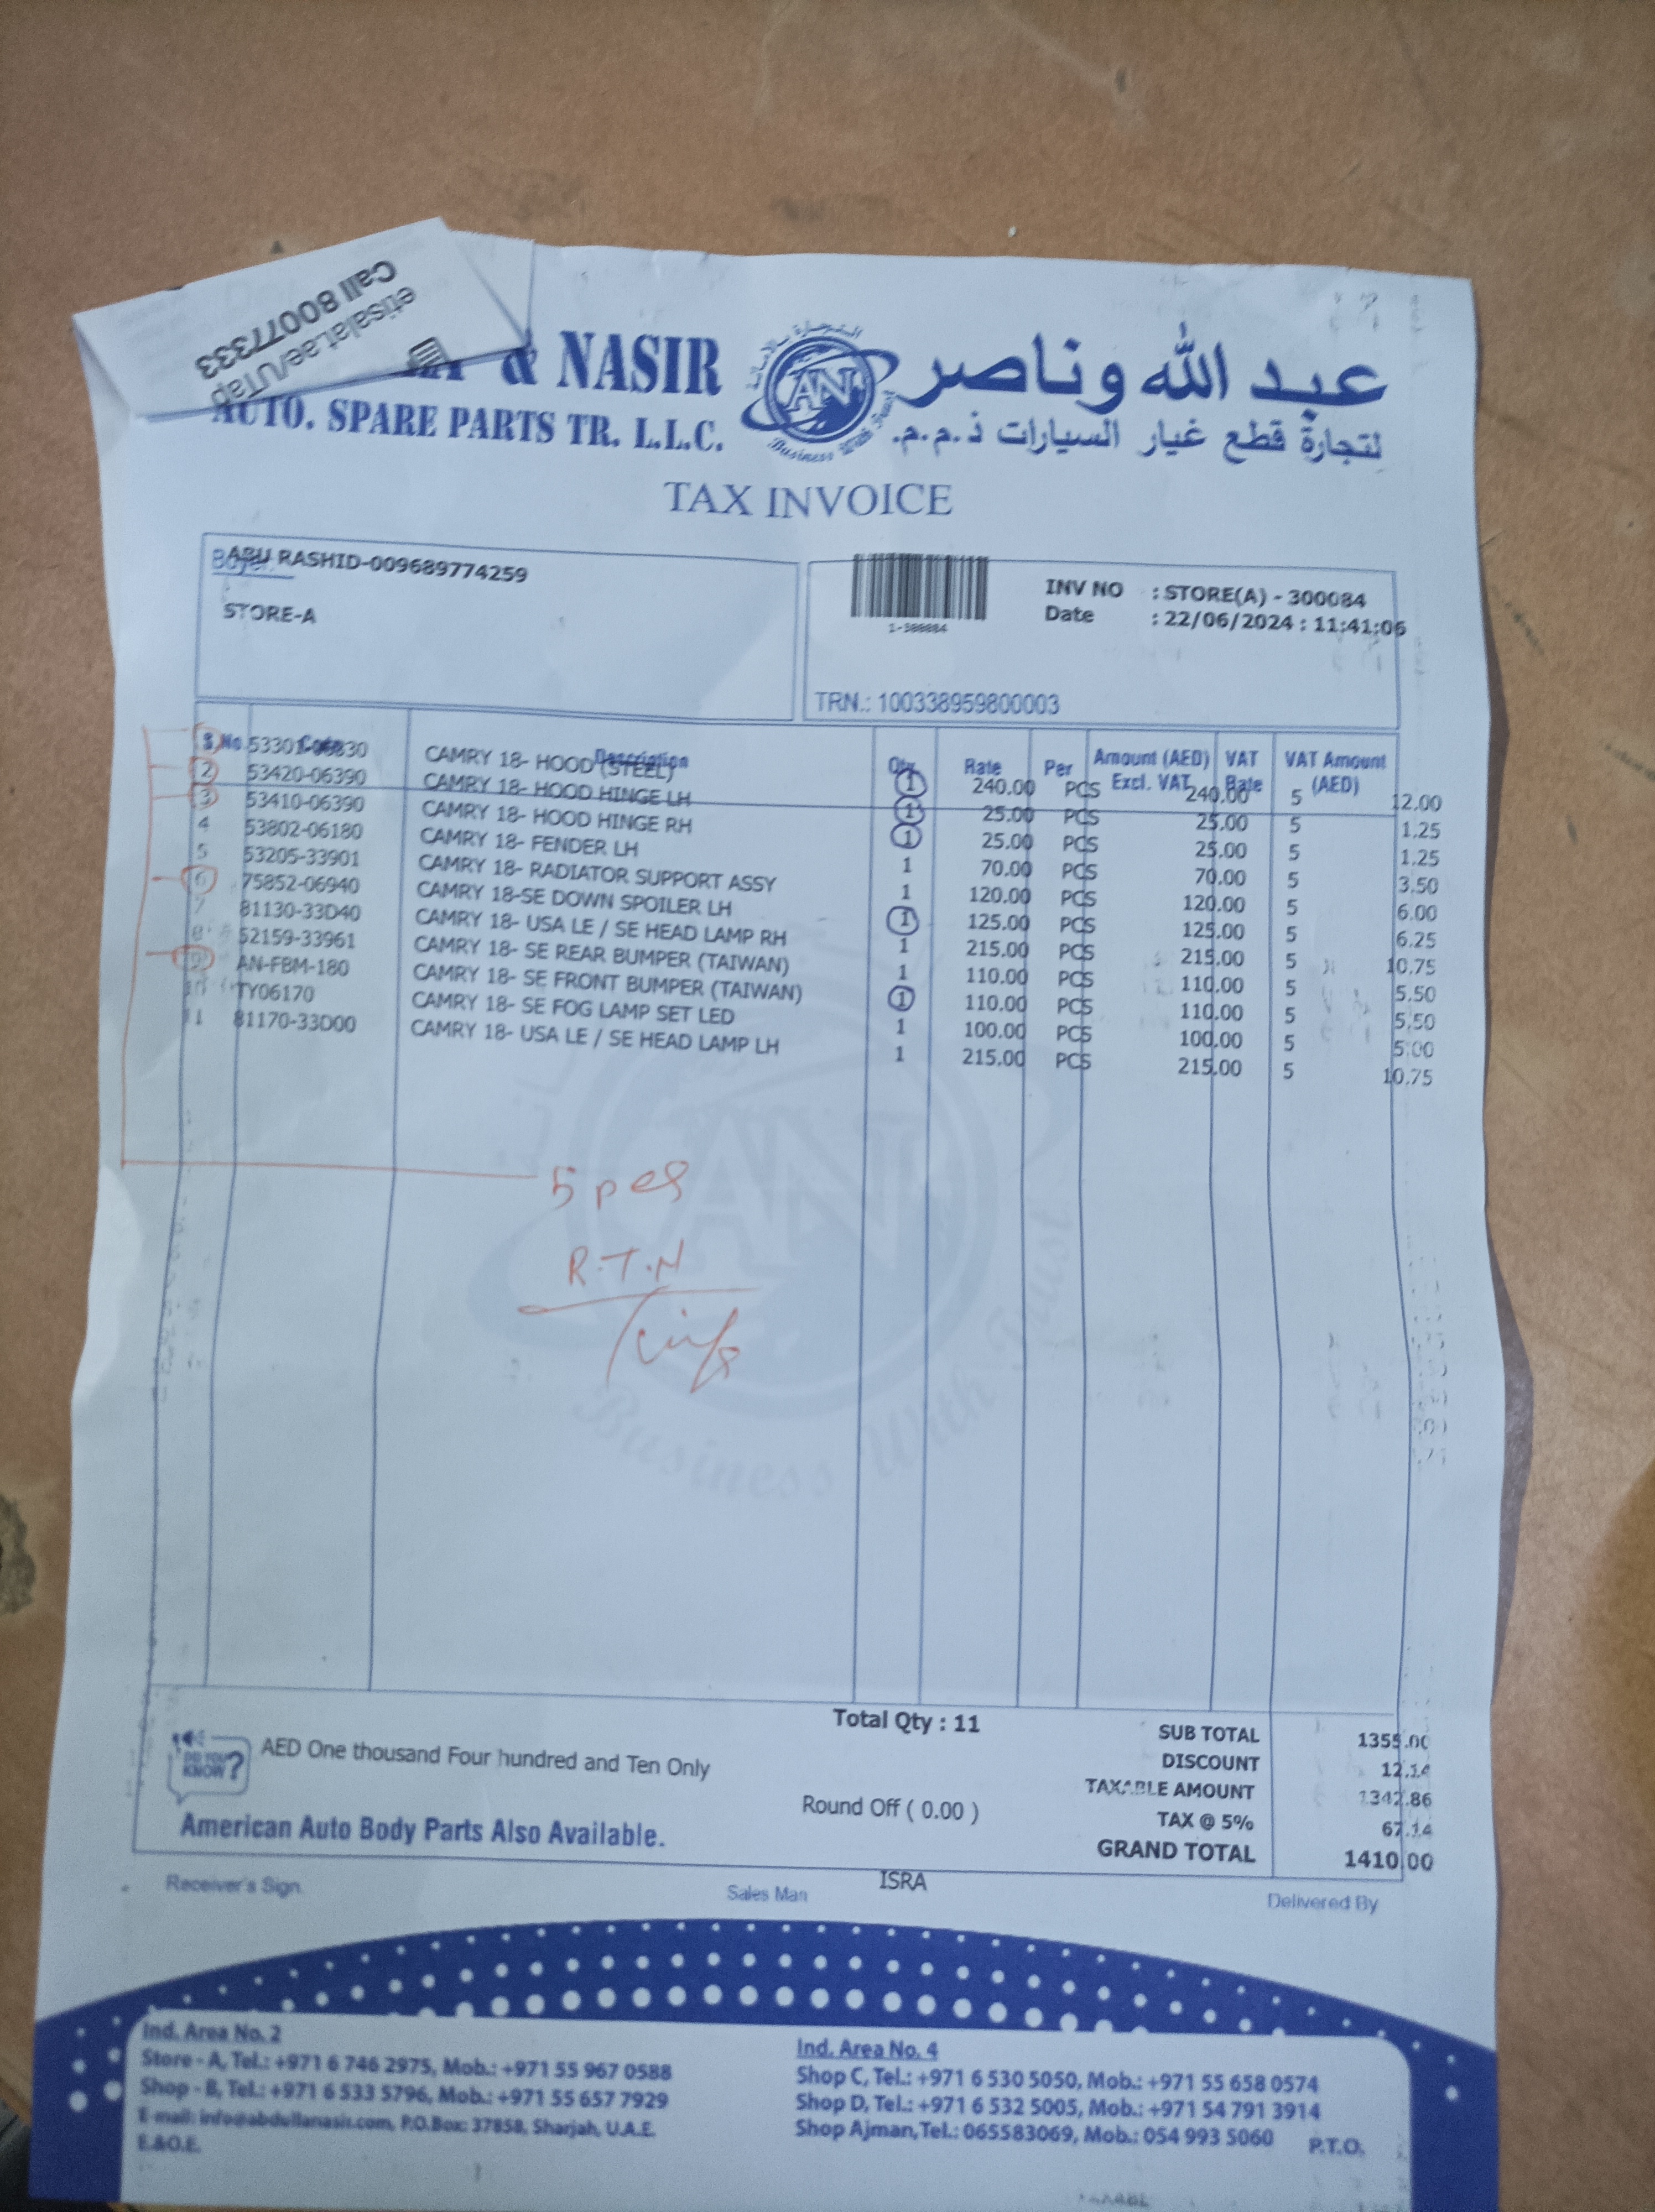 etisalat.ae/UTap
Call 80077333
& NASIR
AUTO. SPARE PARTS TR. L.L.C.
عبد الله وناصر
لتجارة قطع غيار السيارات ذ.م.م.
AN
Business With Trust
TAX INVOICE
Buyer:
ABU RASHID-009689774259
STORE-A
INV NO : STORE(A) - 300084
Date : 22/06/2024 : 11:41:06
TRN.: 100338959800003
S.No Code Description Qty Rate Per Amount (AED) Excl. VAT VAT Rate VAT Amount (AED)
CAMRY 18- HOOD (STEEL) 1 240.00 PCS 240.00 5 12.00
2 53420-06390 CAMRY 18- HOOD HINGE LH 1 25.00 PCS 25.00 5 1.25
3 53410-06390 CAMRY 18- HOOD HINGE RH 1 25.00 PCS 25.00 5 1.25
4 53802-06180 CAMRY 18- FENDER LH 1 70.00 PCS 70.00 5 3.50
5 53205-33901 CAMRY 18- RADIATOR SUPPORT ASSY 1 120.00 PCS 120.00 5 6.00
6 75852-06940 CAMRY 18-SE DOWN SPOILER LH 1 125.00 PCS 125.00 5 6.25
7 81130-33D40 CAMRY 18- USA LE / SE HEAD LAMP RH 1 215.00 PCS 215.00 5 10.75
8 52159-33961 CAMRY 18- SE REAR BUMPER (TAIWAN) 1 110.00 PCS 110.00 5 5.50
9 AN-FBM-180 CAMRY 18- SE FRONT BUMPER (TAIWAN) 1 110.00 PCS 110.00 5 5.50
10 TY06170 CAMRY 18- SE FOG LAMP SET LED 1 100.00 PCS 100.00 5 5.00
11 81170-33D00 CAMRY 18- USA LE / SE HEAD LAMP LH 1 215.00 PCS 215.00 5 10.75
5 pcs
R.T.N
AN
Business With Trust
Total Qty : 11
SUB TOTAL 1355.00
DISCOUNT 12.14
TAXABLE AMOUNT 1342.86
TAX @ 5% 67.14
GRAND TOTAL 1410.00
DID YOU KNOW?
AED One thousand Four hundred and Ten Only
Round Off ( 0.00 )
American Auto Body Parts Also Available.
Receiver's Sign.
Sales Man ISRA
Delivered By
Ind. Area No. 2
Store - A, Tel.: +971 6 746 2975, Mob.: +971 55 967 0588
Shop - B, Tel.: +971 6 533 5796, Mob.: +971 55 657 7929
E-mail: info@abdullanasir.com, P.O.Box: 37858, Sharjah, U.A.E.
E.&O.E.
Ind. Area No. 4
Shop C, Tel.: +971 6 530 5050, Mob.: +971 55 658 0574
Shop D, Tel.: +971 6 532 5005, Mob.: +971 54 791 3914
Shop Ajman,Tel.: 065583069, Mob.: 054 993 5060
P.T.O.